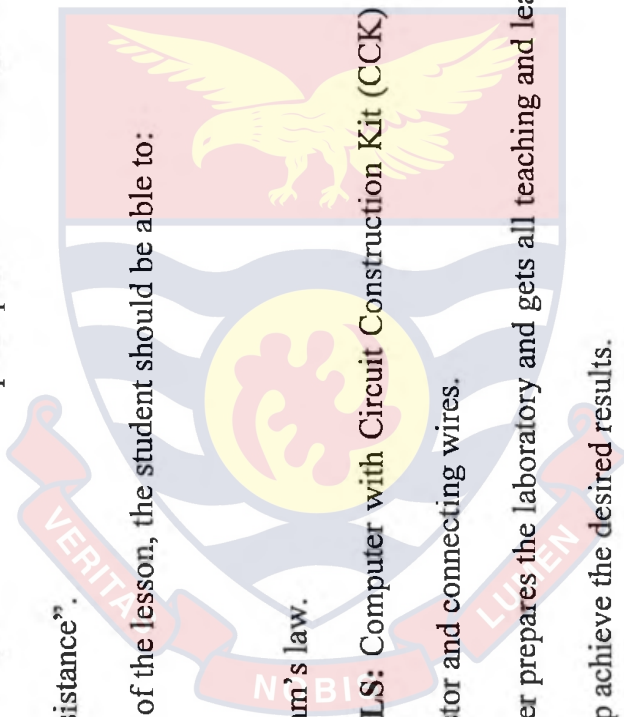 sistance”.
of the lesson, the student should be able to:
am's law.
LS: Computer with Circuit Construction Kit (CCK)
tor and connecting wires.
er prepares the laboratory and gets all teaching and lea
p achieve the desired results.
VERITAS
NOBIS
LUMEN